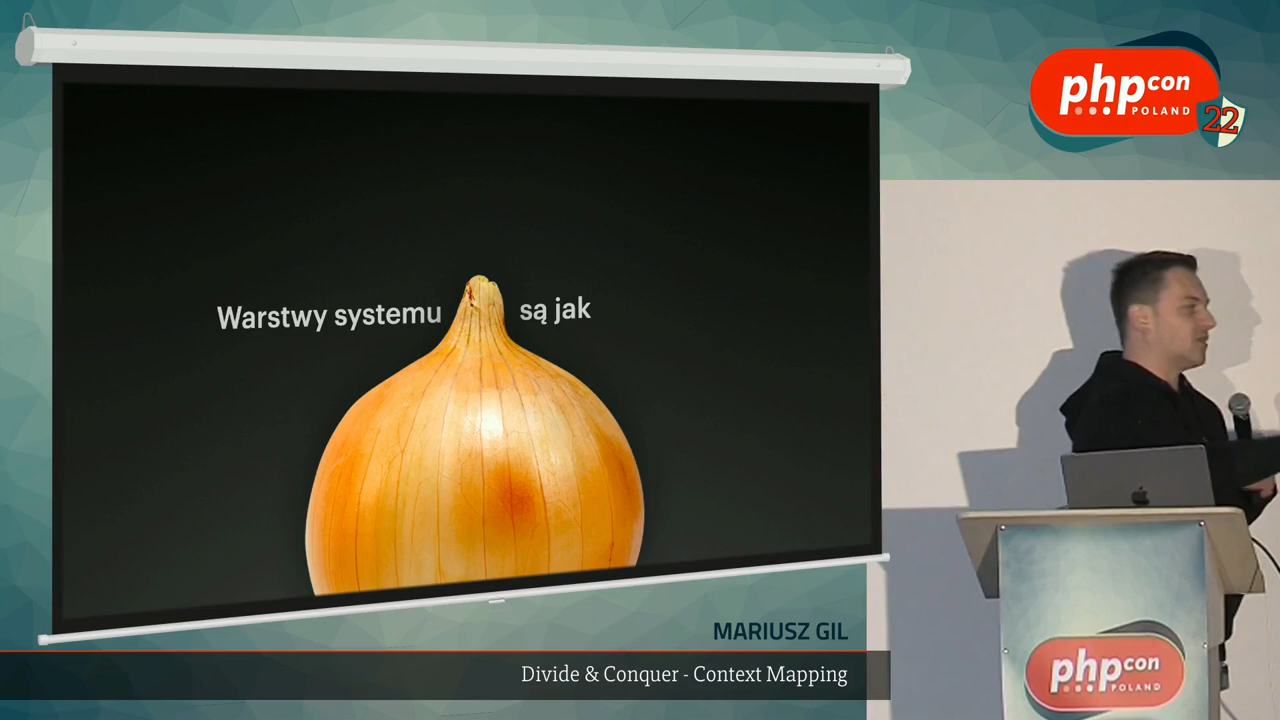 phpcon
POLAND
22
Warstwy systemu są jak
MARIUSZ GIL
Divide & Conquer - Context Mapping
phpcon
POLAND